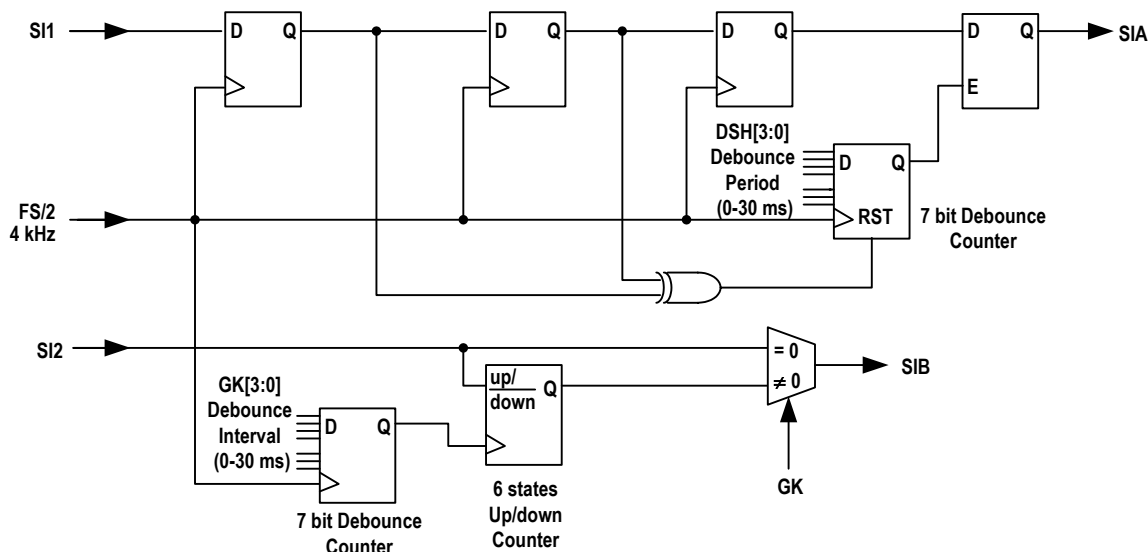 SI1
D Q
D Q
D Q
D Q
E
SIA
DSH[3:0]
Debounce
Period
(0-30 ms)
D Q
RST
7 bit Debounce
Counter
FS/2
4 kHz
SI2
GK[3:0]
Debounce
Interval
(0-30 ms)
D Q
7 bit Debounce
Counter
up/
down
Q
6 states
Up/down
Counter
= 0
≠ 0
SIB
GK